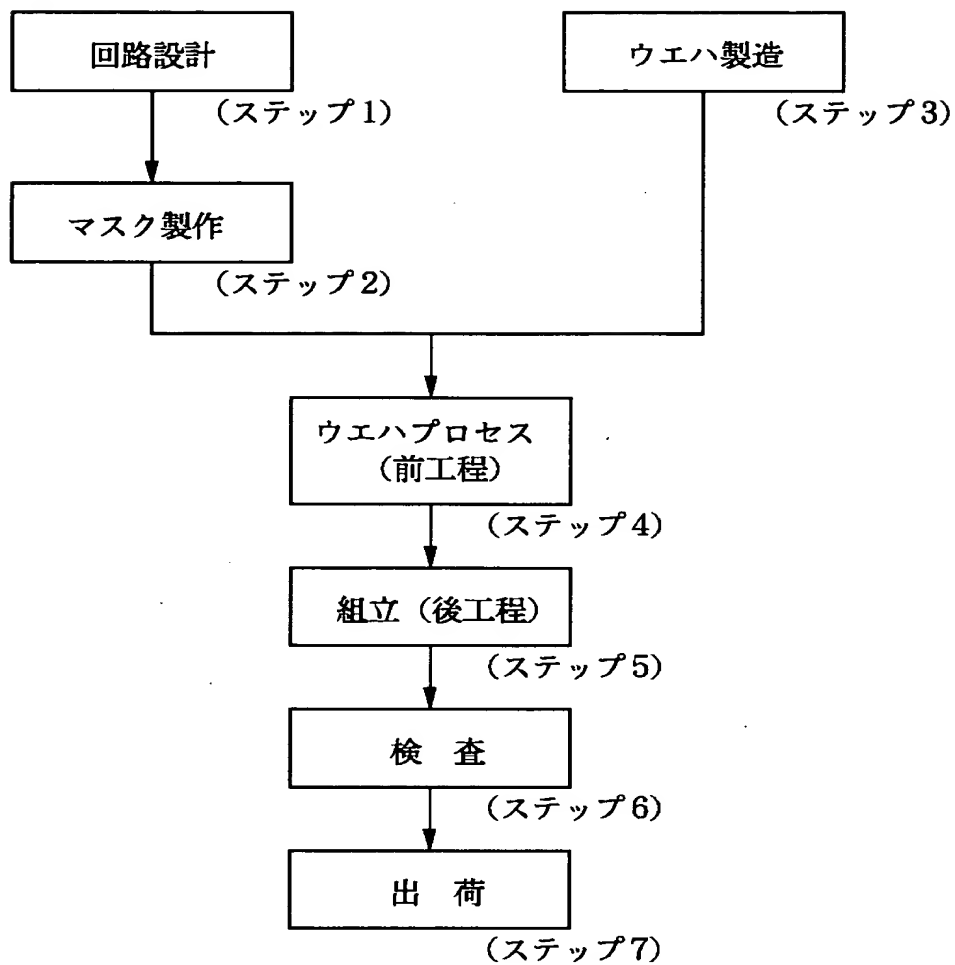 回路設計
(ステップ1)
ウエハ製造
(ステップ3)
マスク製作
(ステップ2)
ウエハプロセス
(前工程)
(ステップ4)
組立(後工程)
(ステップ5)
検 査
(ステップ6)
出 荷
(ステップ7)